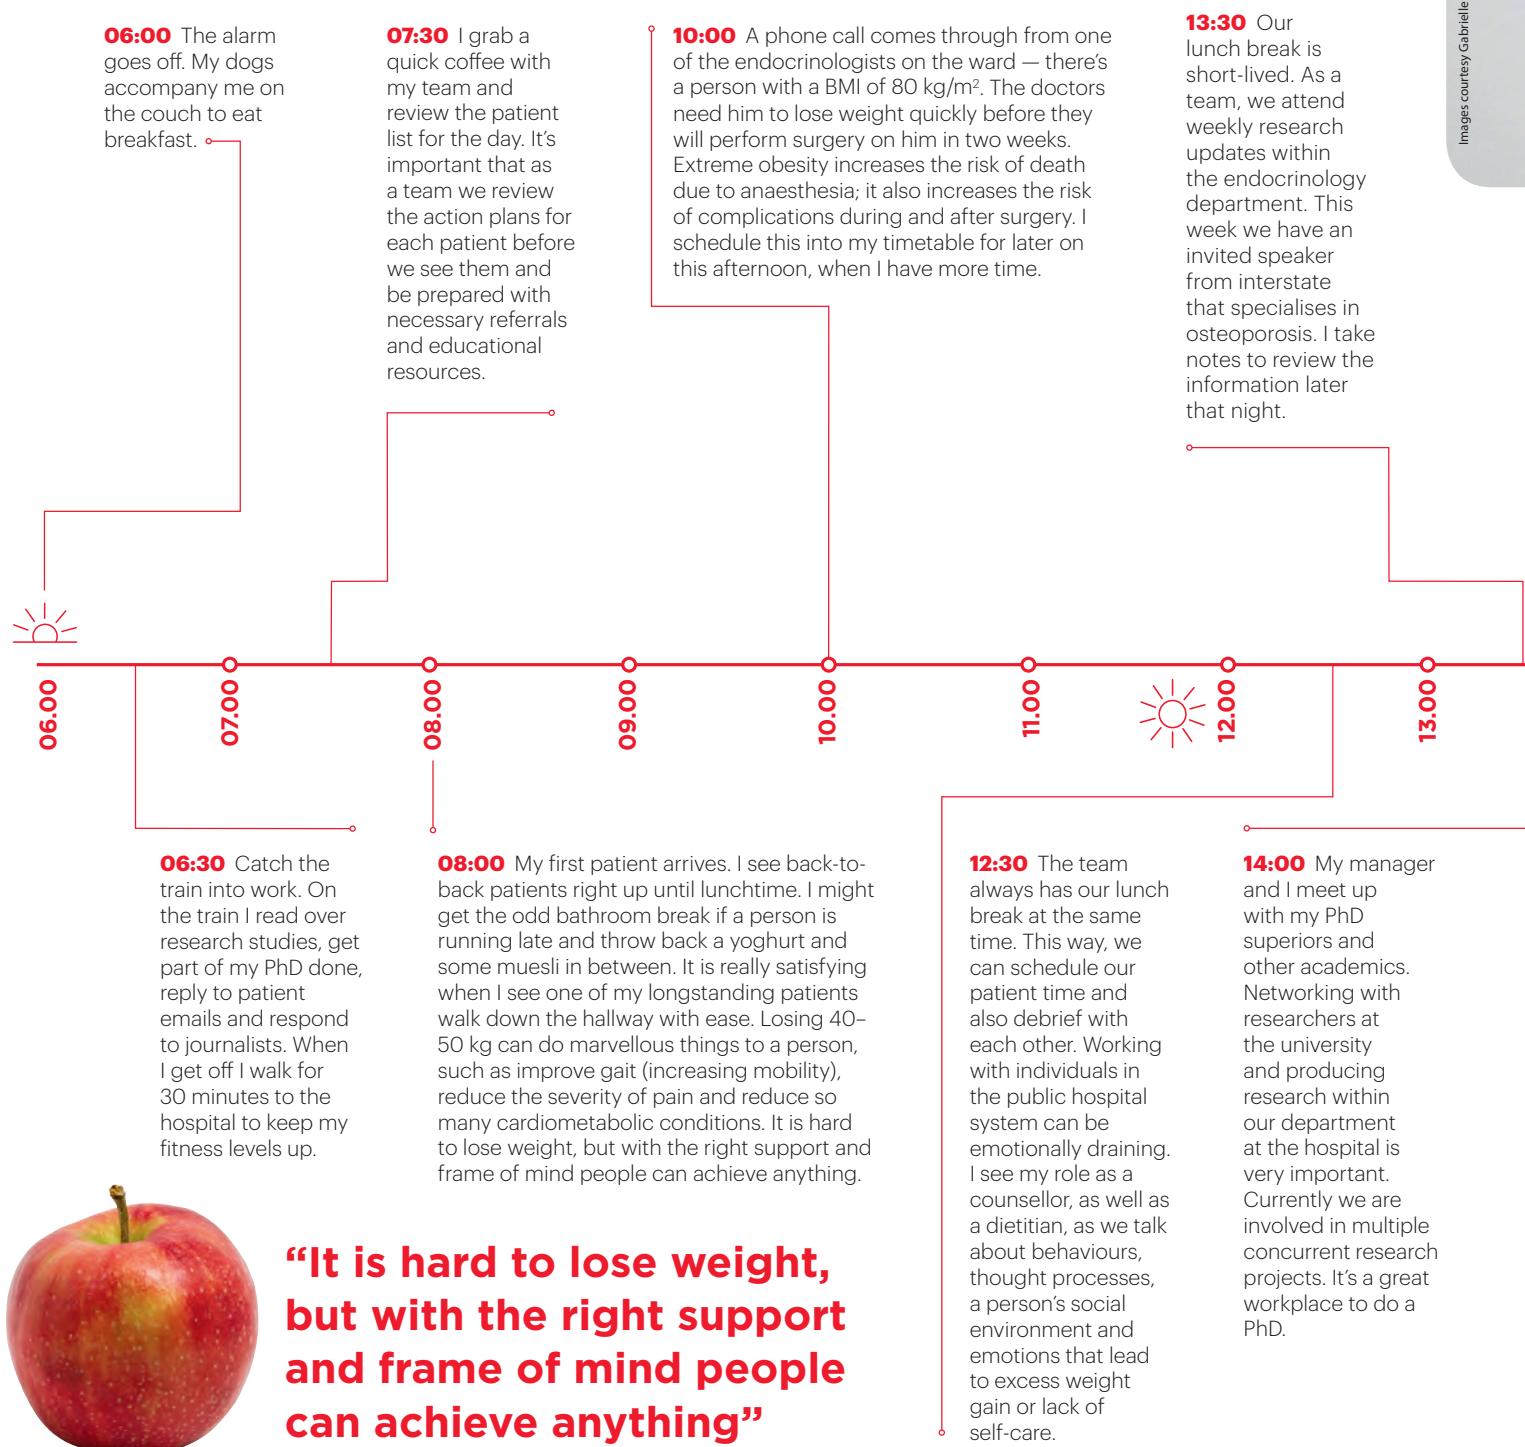 06:00 The alarm
goes off. My dogs
accompany me on
the couch to eat
breakfast.
07:30 I grab a
quick coffee with
my team and
review the patient
list for the day. It’s
important that as
a team we review
the action plans for
each patient before
we see them and
be prepared with
necessary referrals
and educational
resources.
10:00 A phone call comes through from one
of the endocrinologists on the ward — there’s
a person with a BMI of 80 kg/m². The doctors
need him to lose weight quickly before they
will perform surgery on him in two weeks.
Extreme obesity increases the risk of death
due to anaesthesia; it also increases the risk
of complications during and after surgery. I
schedule this into my timetable for later on
this afternoon, when I have more time.
13:30 Our
lunch break is
short-lived. As a
team, we attend
weekly research
updates within
the endocrinology
department. This
week we have an
invited speaker
from interstate
that specialises in
osteoporosis. I take
notes to review the
information later
that night.
Images courtesy Gabrielle
06.00
07.00
08.00
09.00
10.00
11.00
12.00
13.00
06:30 Catch the
train into work. On
the train I read over
research studies, get
part of my PhD done,
reply to patient
emails and respond
to journalists. When
I get off I walk for
30 minutes to the
hospital to keep my
fitness levels up.
08:00 My first patient arrives. I see back-to-
back patients right up until lunchtime. I might
get the odd bathroom break if a person is
running late and throw back a yoghurt and
some muesli in between. It is really satisfying
when I see one of my longstanding patients
walk down the hallway with ease. Losing 40–
50 kg can do marvellous things to a person,
such as improve gait (increasing mobility),
reduce the severity of pain and reduce so
many cardiometabolic conditions. It is hard
to lose weight, but with the right support and
frame of mind people can achieve anything.
12:30 The team
always has our lunch
break at the same
time. This way, we
can schedule our
patient time and
also debrief with
each other. Working
with individuals in
the public hospital
system can be
emotionally draining.
I see my role as a
counsellor, as well as
a dietitian, as we talk
about behaviours,
thought processes,
a person’s social
environment and
emotions that lead
to excess weight
gain or lack of
self-care.
14:00 My manager
and I meet up
with my PhD
superiors and
other academics.
Networking with
researchers at
the university
and producing
research within
our department
at the hospital is
very important.
Currently we are
involved in multiple
concurrent research
projects. It’s a great
workplace to do a
PhD.
“It is hard to lose weight,
but with the right support
and frame of mind people
can achieve anything”